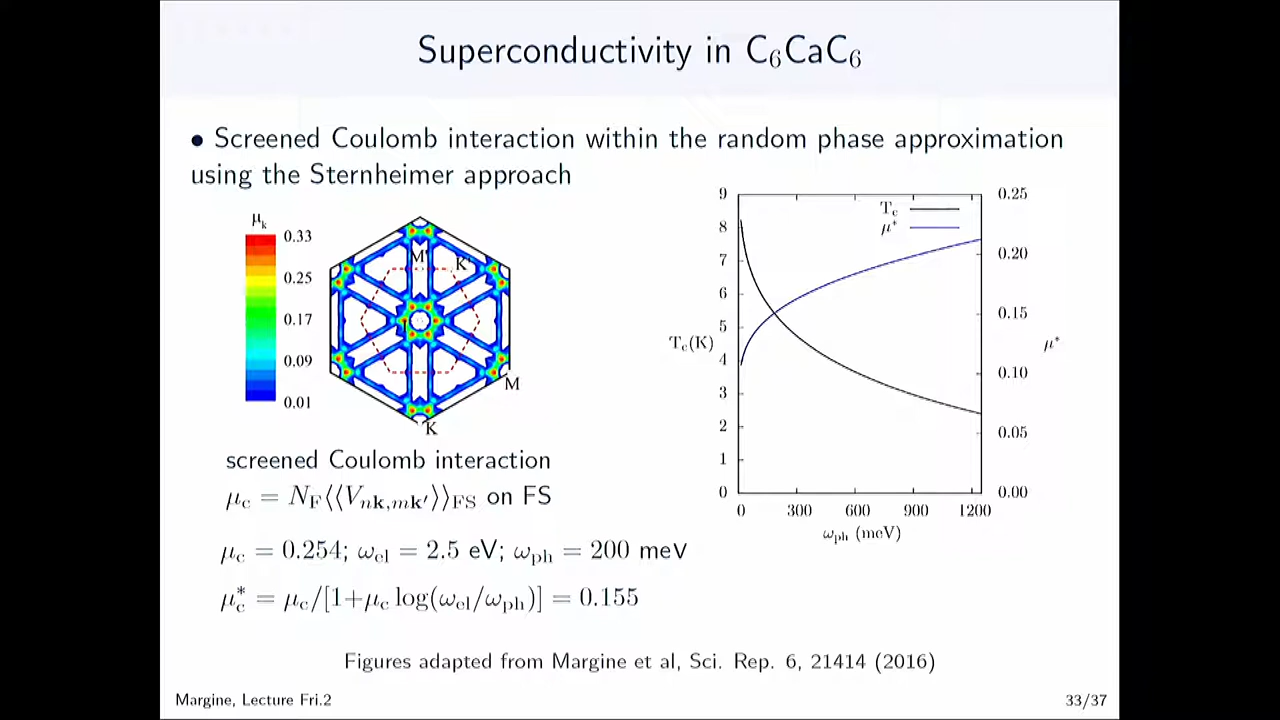 Superconductivity in C₆CaC₆
• Screened Coulomb interaction within the random phase approximation
using the Sternheimer approach
μₖ
0.33
0.25
0.17
0.09
0.01
M'
K'
Γ
M
K
9
8
7
6
5
4
3
2
1
0
T_c(K)
T_c
μ*
0.25
0.20
0.15
0.10
0.05
0.00
μ*
0 300 600 900 1200
ω_ph (meV)
screened Coulomb interaction
μ_c = N_F⟨⟨V_{nk,mk′}⟩⟩_FS on FS
μ_c = 0.254; ω_el = 2.5 eV; ω_ph = 200 meV
μ*_c = μ_c/[1+μ_c log(ω_el/ω_ph)] = 0.155
Figures adapted from Margine et al, Sci. Rep. 6, 21414 (2016)
Margine, Lecture Fri.2
33/37